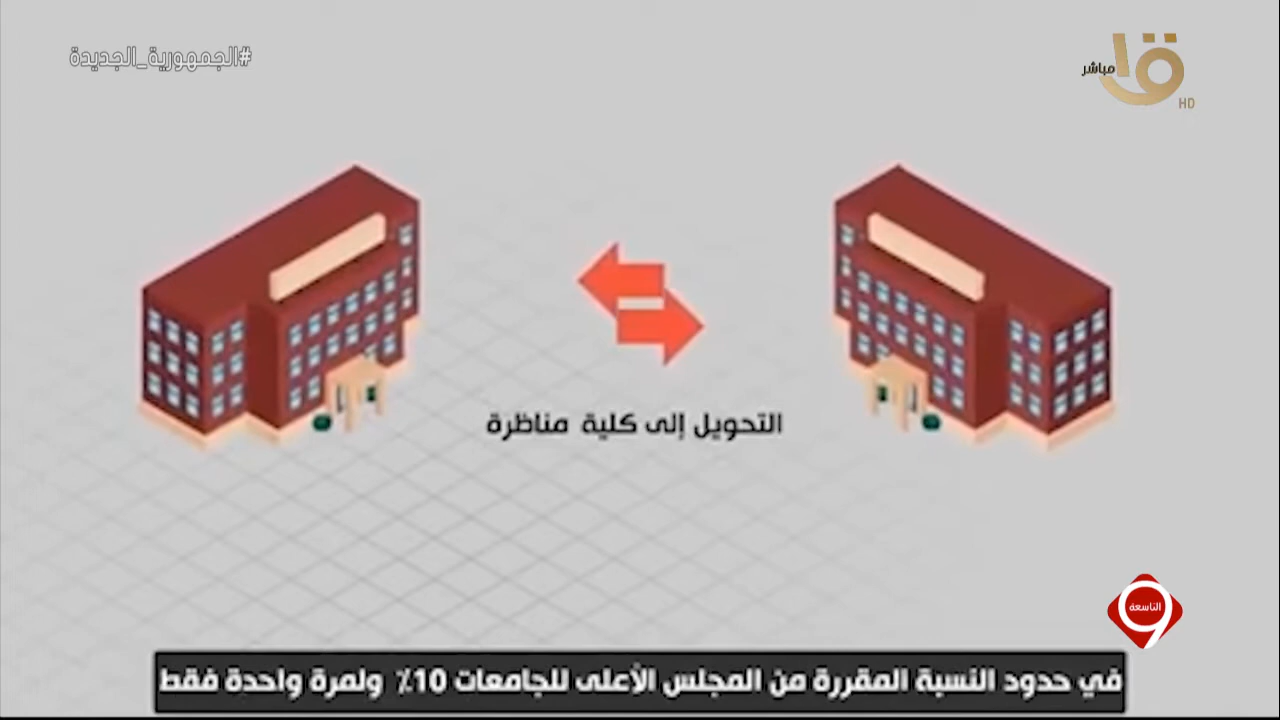 #الجمهورية_الجديدة
مباشر
HD
التحويل إلى كلية مناظرة
التاسعة
9
في حدود النسبة المقررة من المجلس الأعلى للجامعات 10٪ ولمرة واحدة فقط